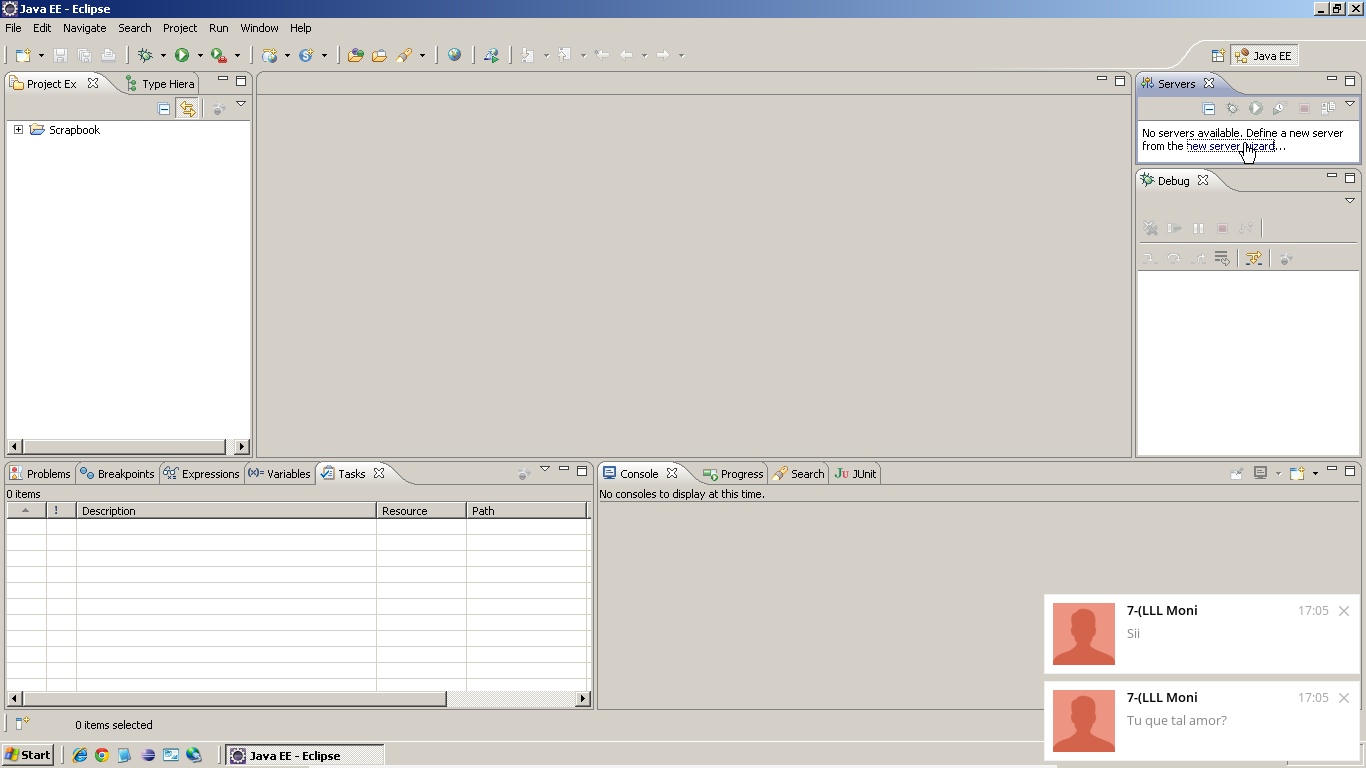 Java EE - Eclipse
File Edit Navigate Search Project Run Window Help
Java EE
Project Ex Type Hiera
Scrapbook
Servers
No servers available. Define a new server
from the new server wizard...
Debug
Problems Breakpoints Expressions (x)= Variables Tasks
0 items
! Description Resource Path
0 items selected
Console Progress Search Ju JUnit
No consoles to display at this time.
7-(LLL Moni 17:05
Sii
7-(LLL Moni 17:05
Tu que tal amor?
Start Java EE - Eclipse